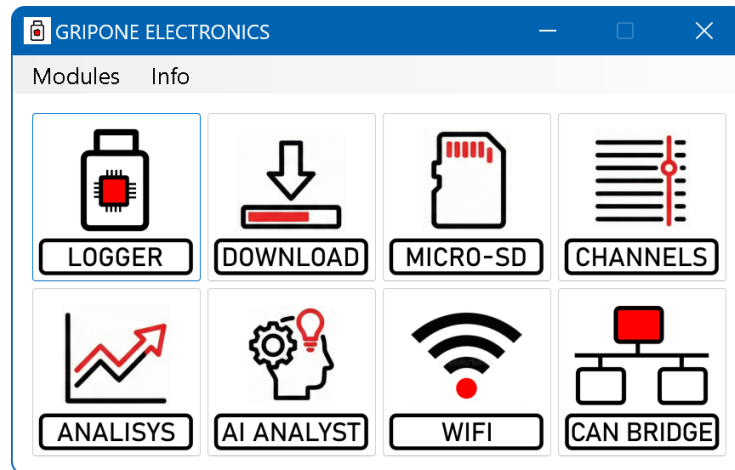 GRIPONE ELECTRONICS
Modules Info
LOGGER DOWNLOAD MICRO-SD CHANNELS
ANALISYS AI ANALYST WIFI CAN BRIDGE